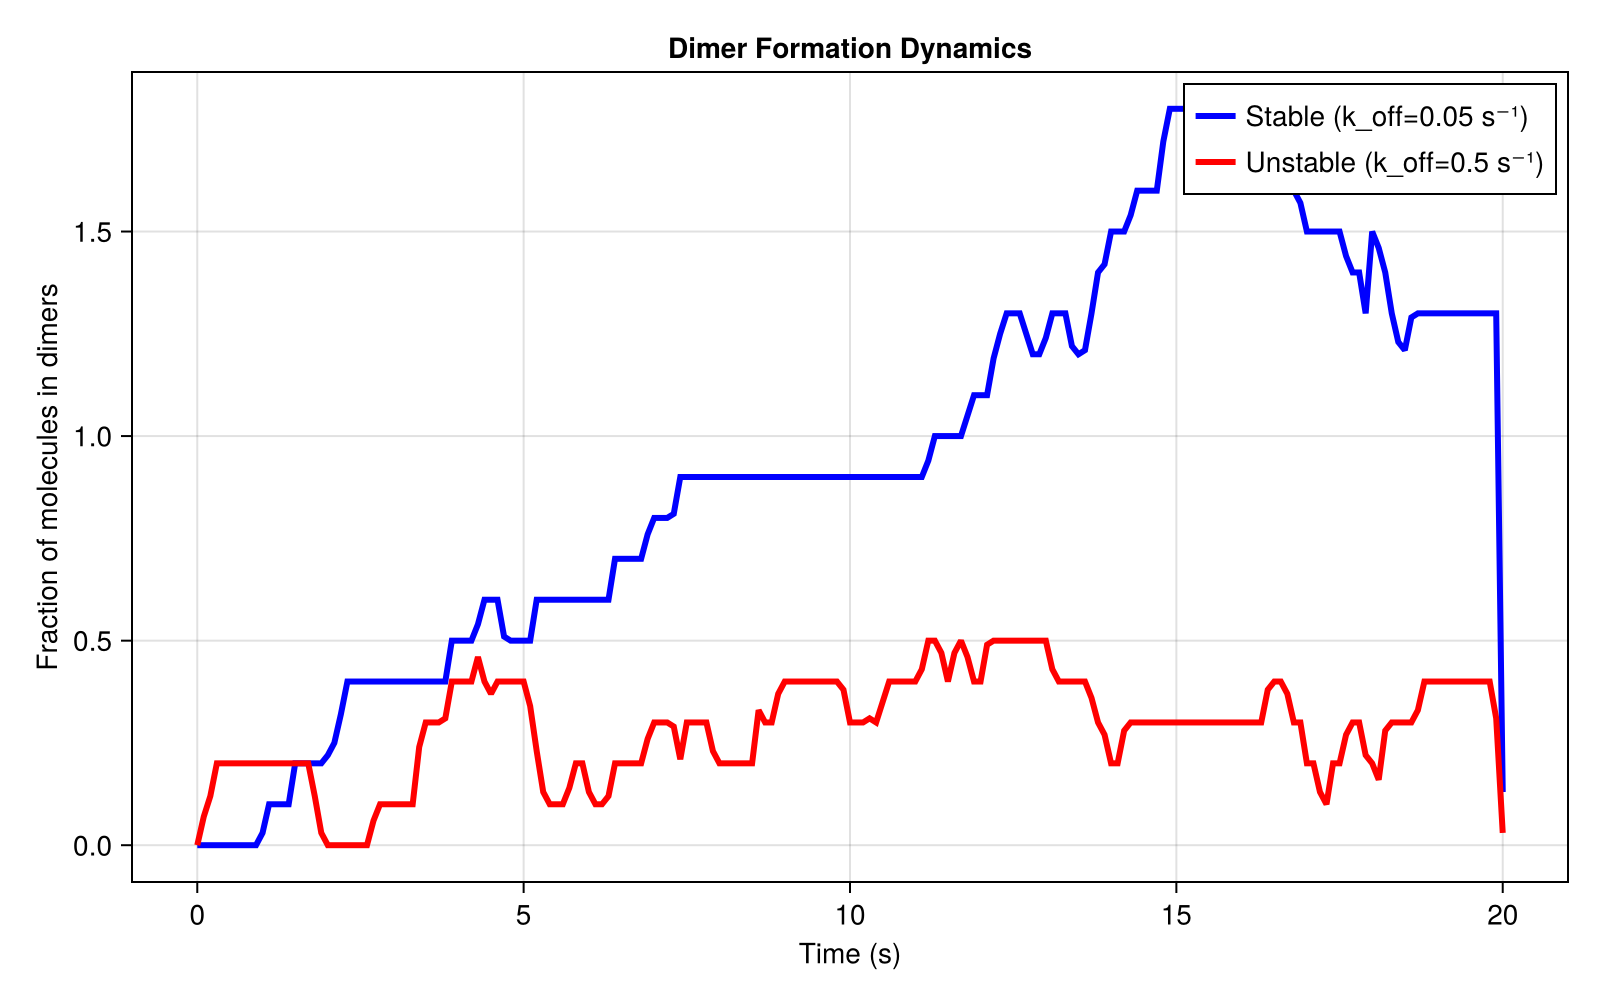 Dimer Formation Dynamics
Stable (k_off=0.05 s⁻¹)
Unstable (k_off=0.5 s⁻¹)
Fraction of molecules in dimers
1.5
1.0
0.5
0.0
0 5 10 15 20
Time (s)